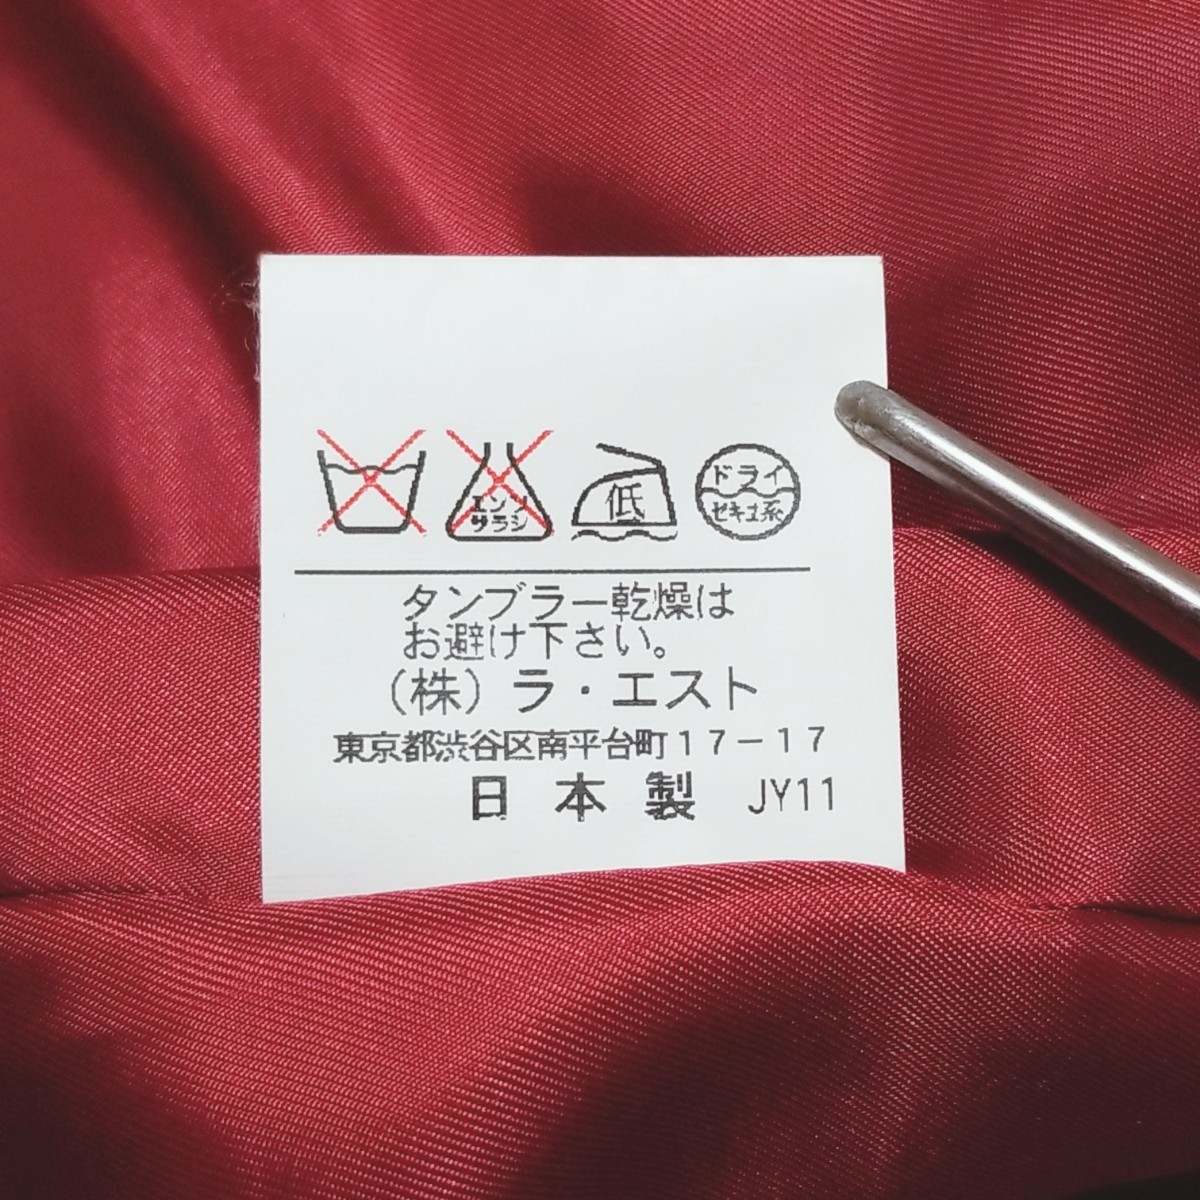 エンソ
サラシ
低
ドライ
セキユ系
タンブラー乾燥は
お避け下さい。
(株)ラ・エスト
東京都渋谷区南平台町17-17
日本製 JY11